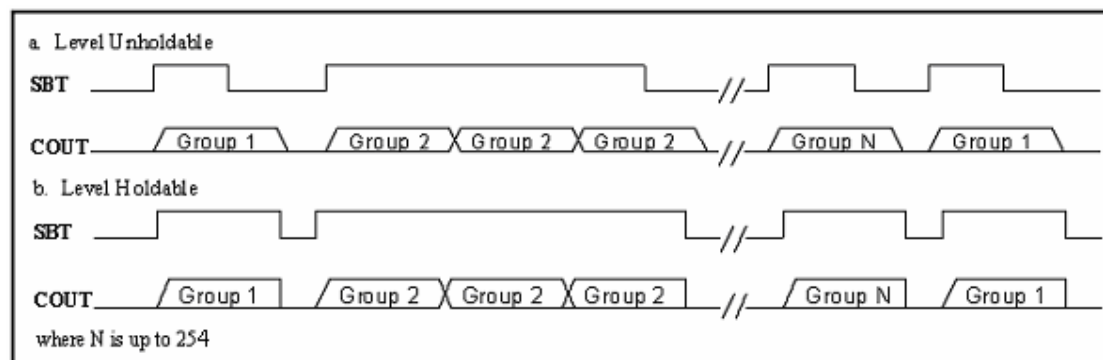 a. Level Unholdable
SBT
COUT Group 1 Group 2 Group 2 Group 2 Group N Group 1
b. Level Holdable
SBT
COUT Group 1 Group 2 Group 2 Group 2 Group N Group 1
where N is up to 254